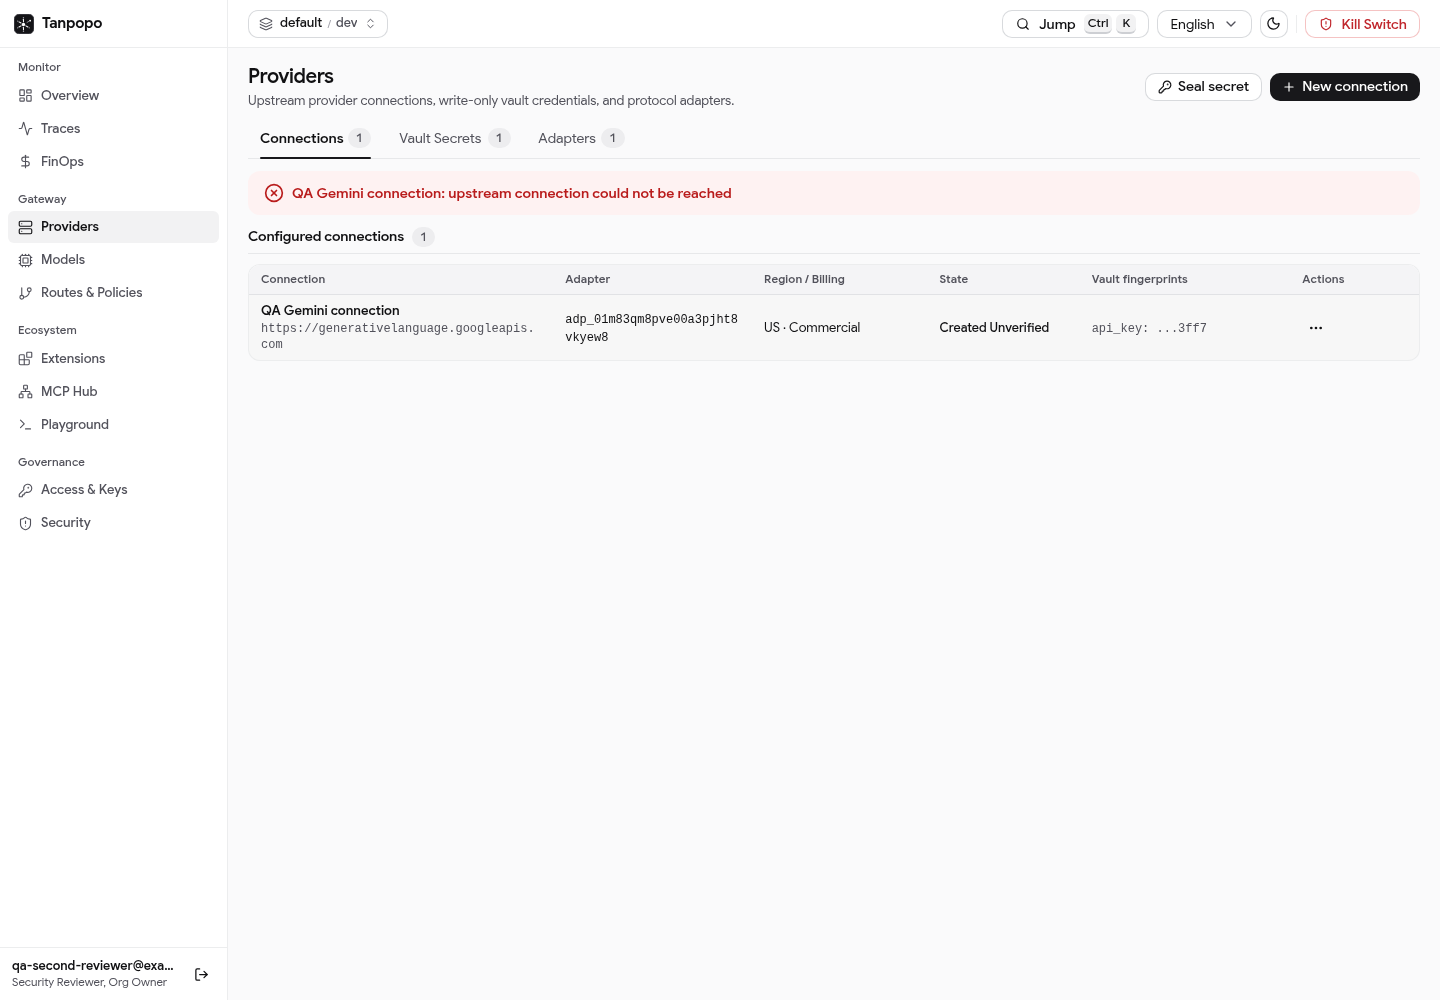 Tanpopo
default / dev
Jump Ctrl K
English
Kill Switch
Monitor
Overview
Traces
FinOps
Gateway
Providers
Models
Routes & Policies
Ecosystem
Extensions
MCP Hub
Playground
Governance
Access & Keys
Security
qa-second-reviewer@exa...
Security Reviewer, Org Owner
Providers
Upstream provider connections, write-only vault credentials, and protocol adapters.
Seal secret
New connection
Connections 1
Vault Secrets 1
Adapters 1
QA Gemini connection: upstream connection could not be reached
Configured connections 1
Connection Adapter Region / Billing State Vault fingerprints Actions
QA Gemini connection
https://generativelanguage.googleapis.
com
adp_01m83qm8pve00a3pjht8
vkyew8
US · Commercial
Created Unverified
api_key: ...3ff7